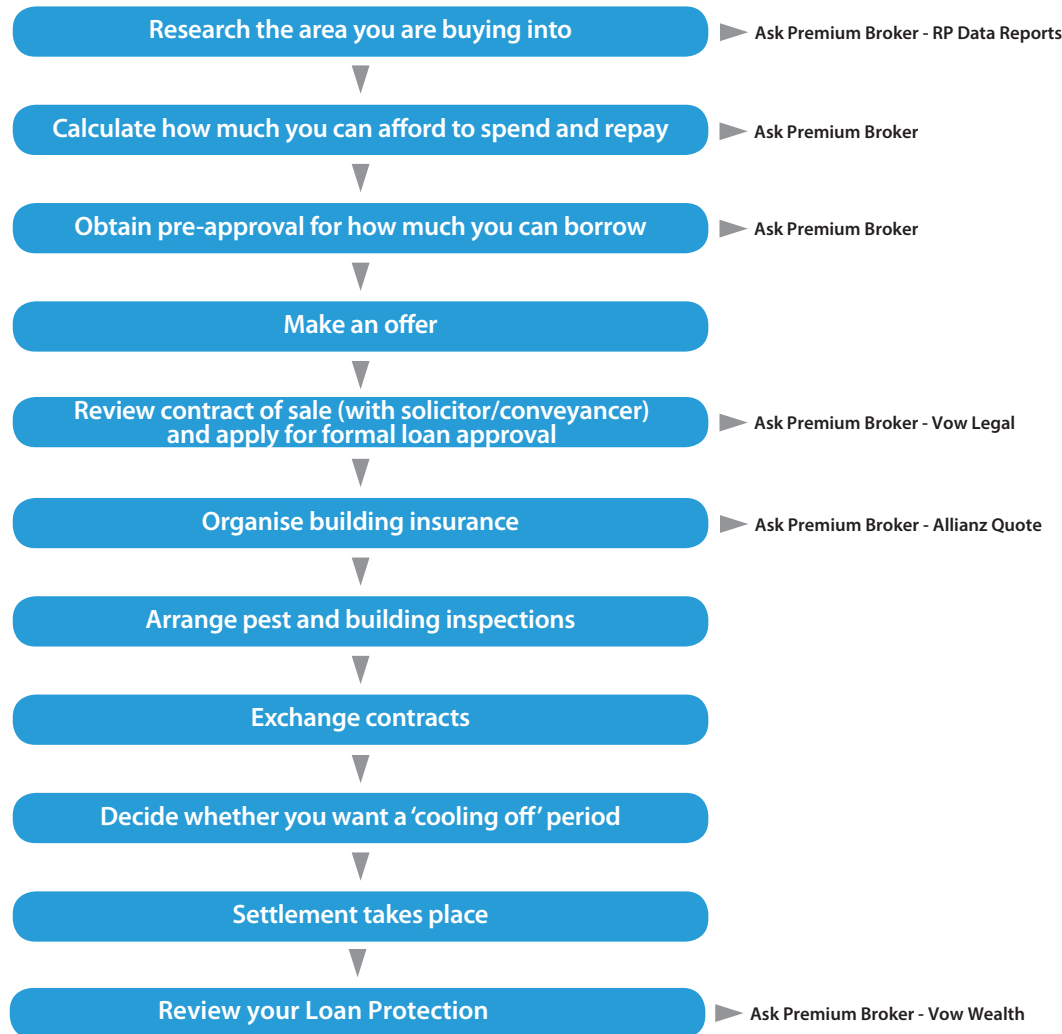 Research the area you are buying into
Ask Premium Broker - RP Data Reports
Calculate how much you can afford to spend and repay
Ask Premium Broker
Obtain pre-approval for how much you can borrow
Ask Premium Broker
Make an offer
Review contract of sale (with solicitor/conveyancer)
and apply for formal loan approval
Ask Premium Broker - Vow Legal
Organise building insurance
Ask Premium Broker - Allianz Quote
Arrange pest and building inspections
Exchange contracts
Decide whether you want a ‘cooling off’ period
Settlement takes place
Review your Loan Protection
Ask Premium Broker - Vow Wealth